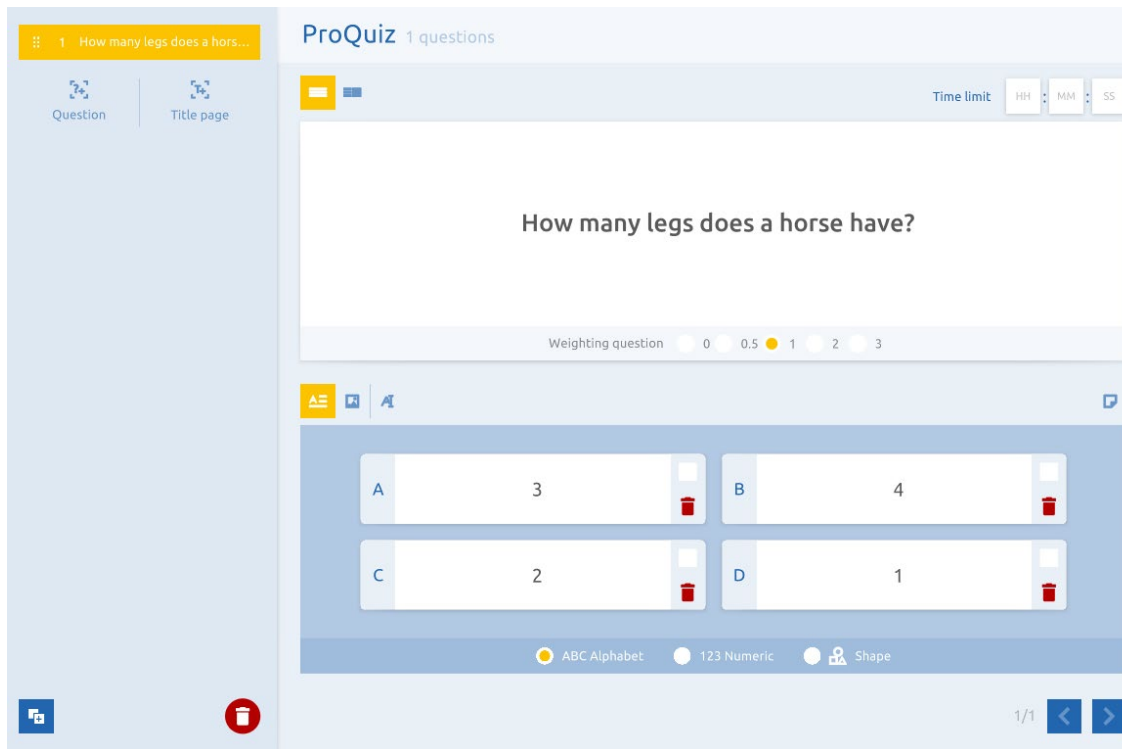 1 How many legs does a hors...
Question Title page
ProQuiz 1 questions
Time limit HH : MM : SS
How many legs does a horse have?
Weighting question 0 0.5 1 2 3
A 3
B 4
C 2
D 1
ABC Alphabet 123 Numeric Shape
1/1